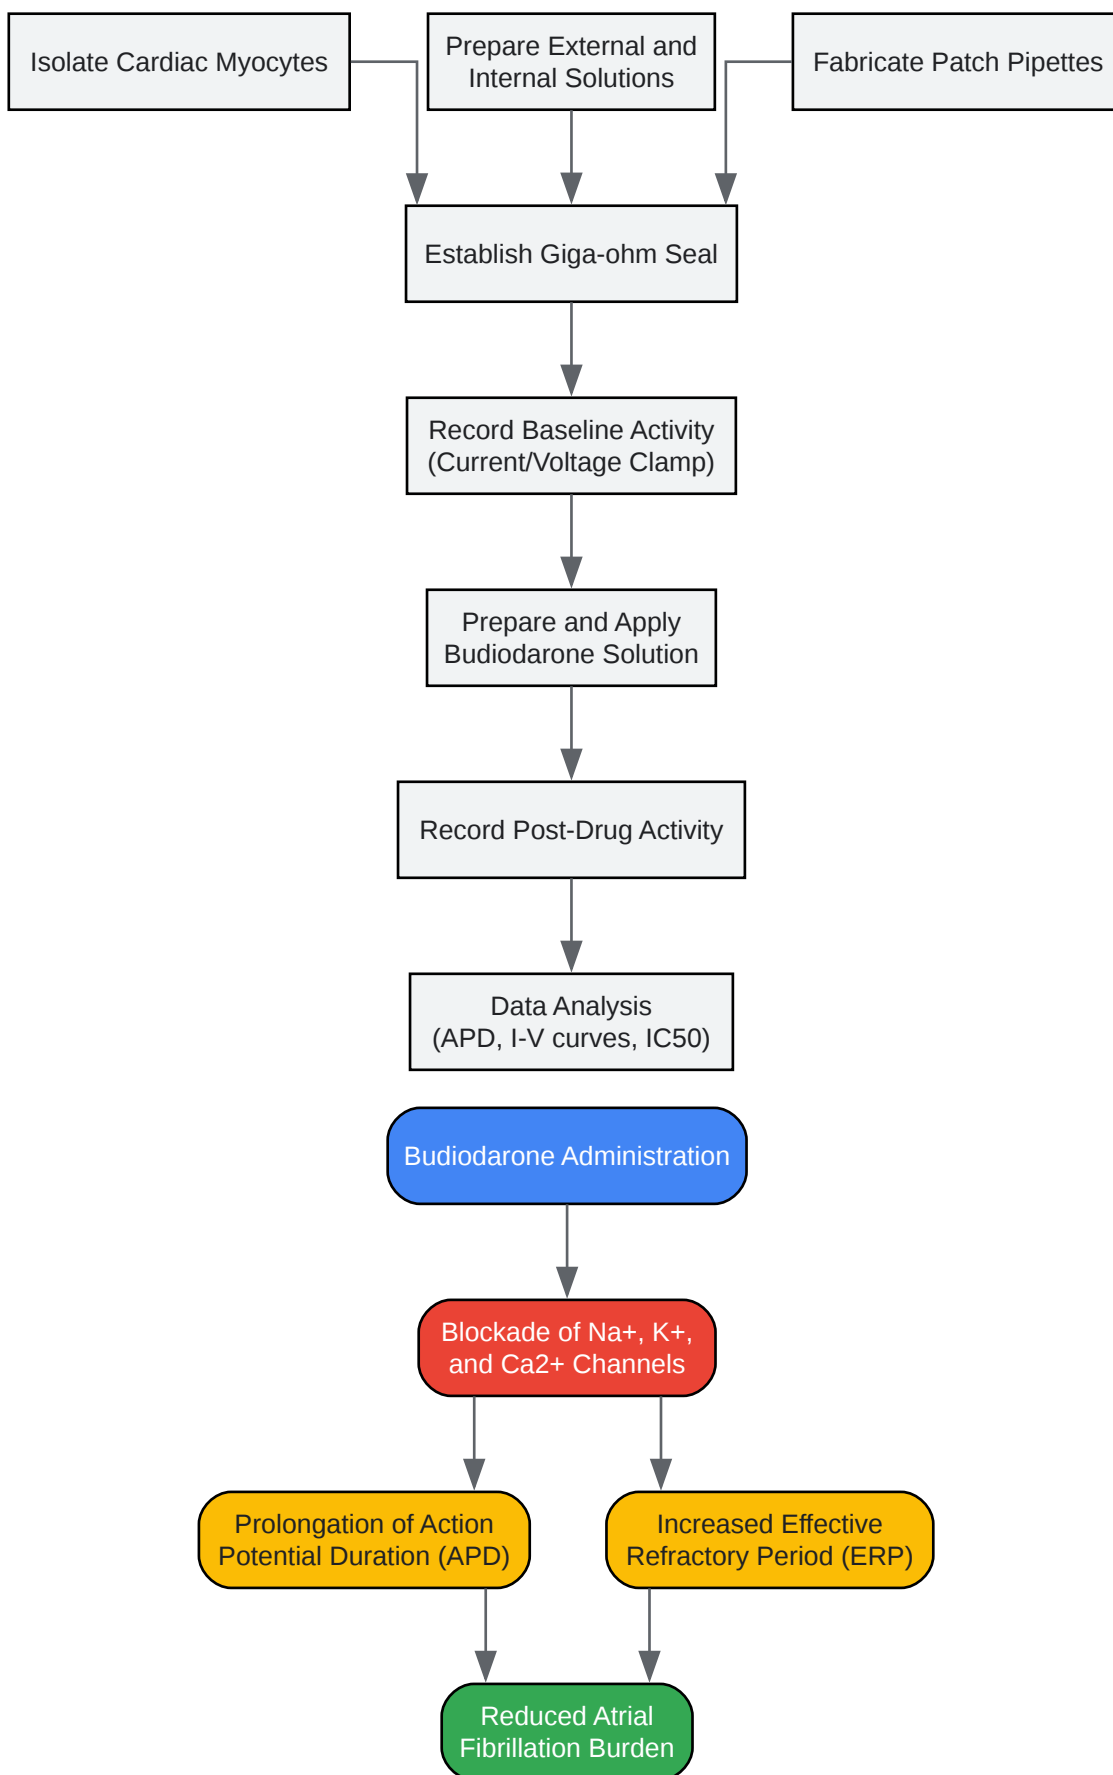 Isolate Cardiac Myocytes
Prepare External and
Internal Solutions
Fabricate Patch Pipettes
Establish Giga-ohm Seal
Record Baseline Activity
(Current/Voltage Clamp)
Prepare and Apply
Budiodarone Solution
Record Post-Drug Activity
Data Analysis
(APD, I-V curves, IC50)
Budiodarone Administration
Blockade of Na+, K+,
and Ca2+ Channels
Prolongation of Action
Potential Duration (APD)
Increased Effective
Refractory Period (ERP)
Reduced Atrial
Fibrillation Burden